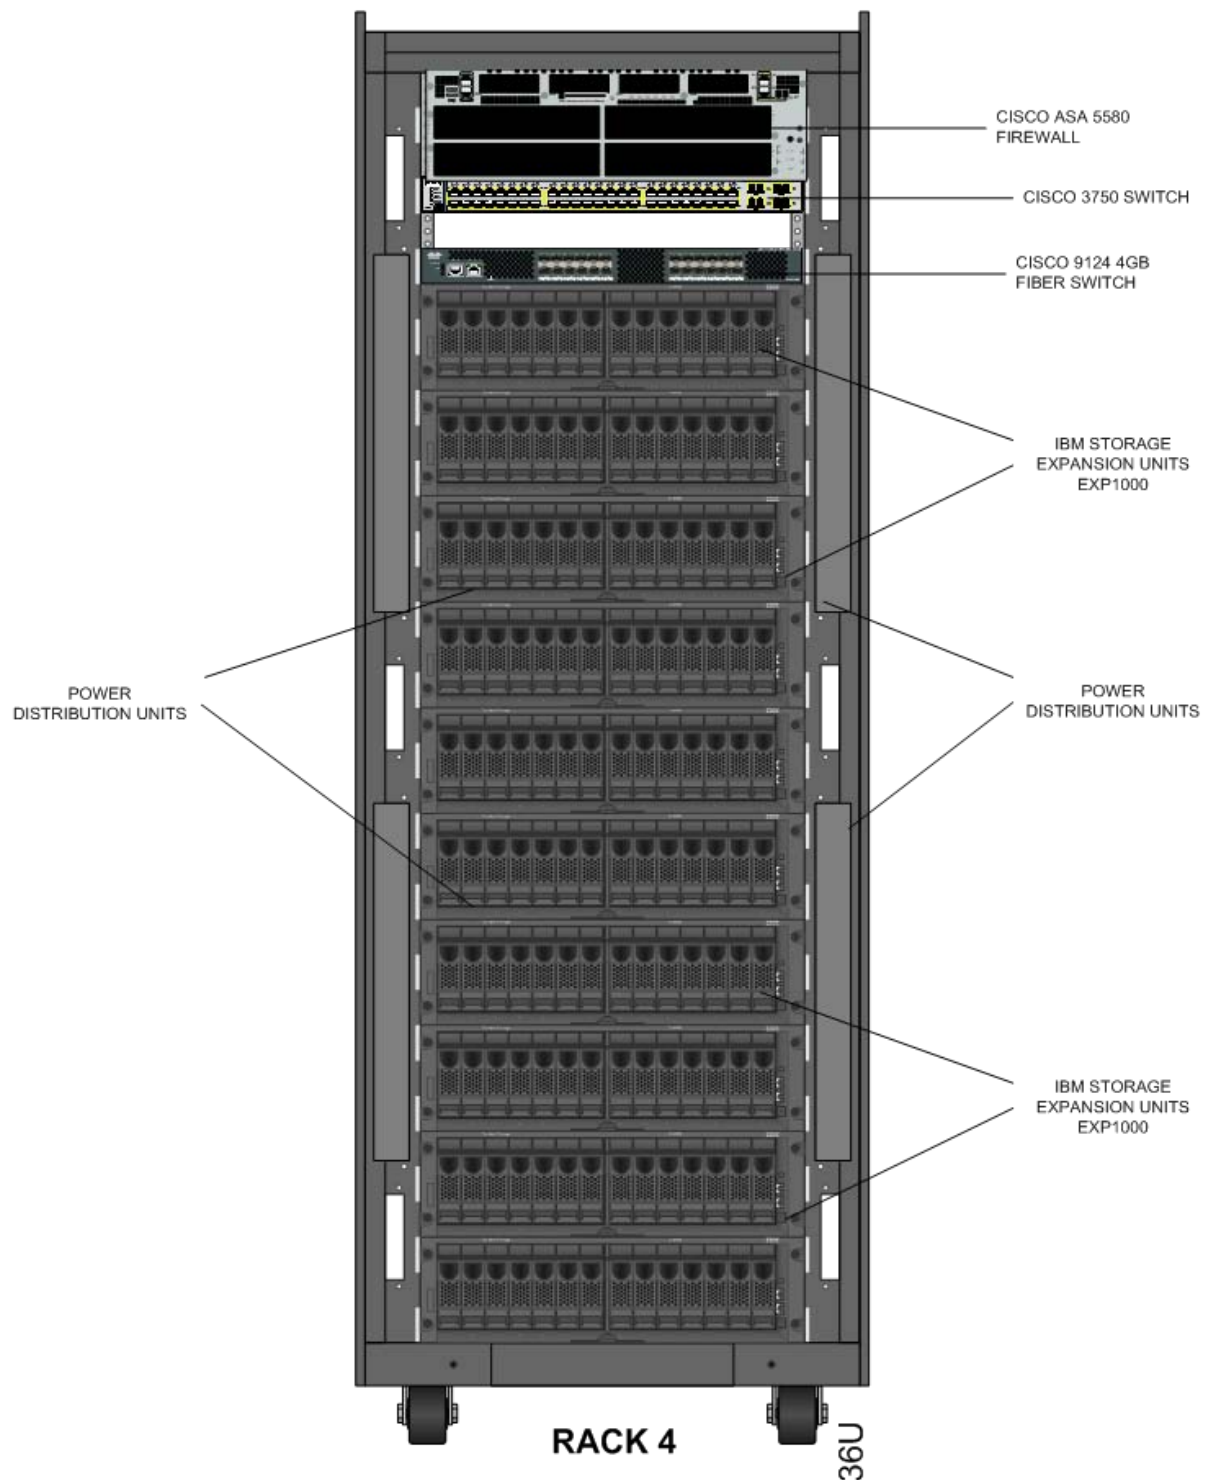 CISCO ASA 5580
FIREWALL
CISCO 3750 SWITCH
CISCO 9124 4GB
FIBER SWITCH
IBM STORAGE
EXPANSION UNITS
EXP1000
POWER
DISTRIBUTION UNITS
POWER
DISTRIBUTION UNITS
IBM STORAGE
EXPANSION UNITS
EXP1000
RACK 4
36U